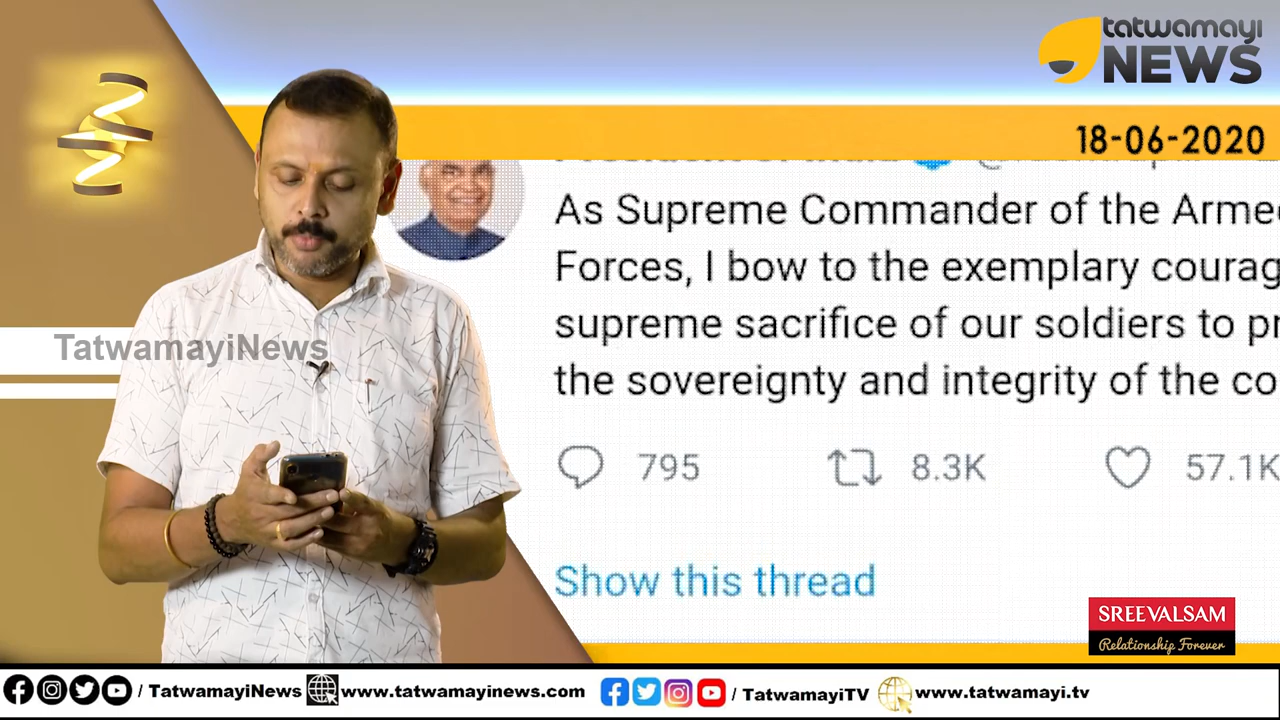 tatwamayi
NEWS
18-06-2020
As Supreme Commander of the Arme
Forces, I bow to the exemplary courag
supreme sacrifice of our soldiers to pr
the sovereignty and integrity of the co
795 8.3K 57.1K
Show this thread
TatwamayiNews
SREEVALSAM
Relationship Forever
/ TatwamayiNews www.tatwamayinews.com / TatwamayiTV www.tatwamayi.tv